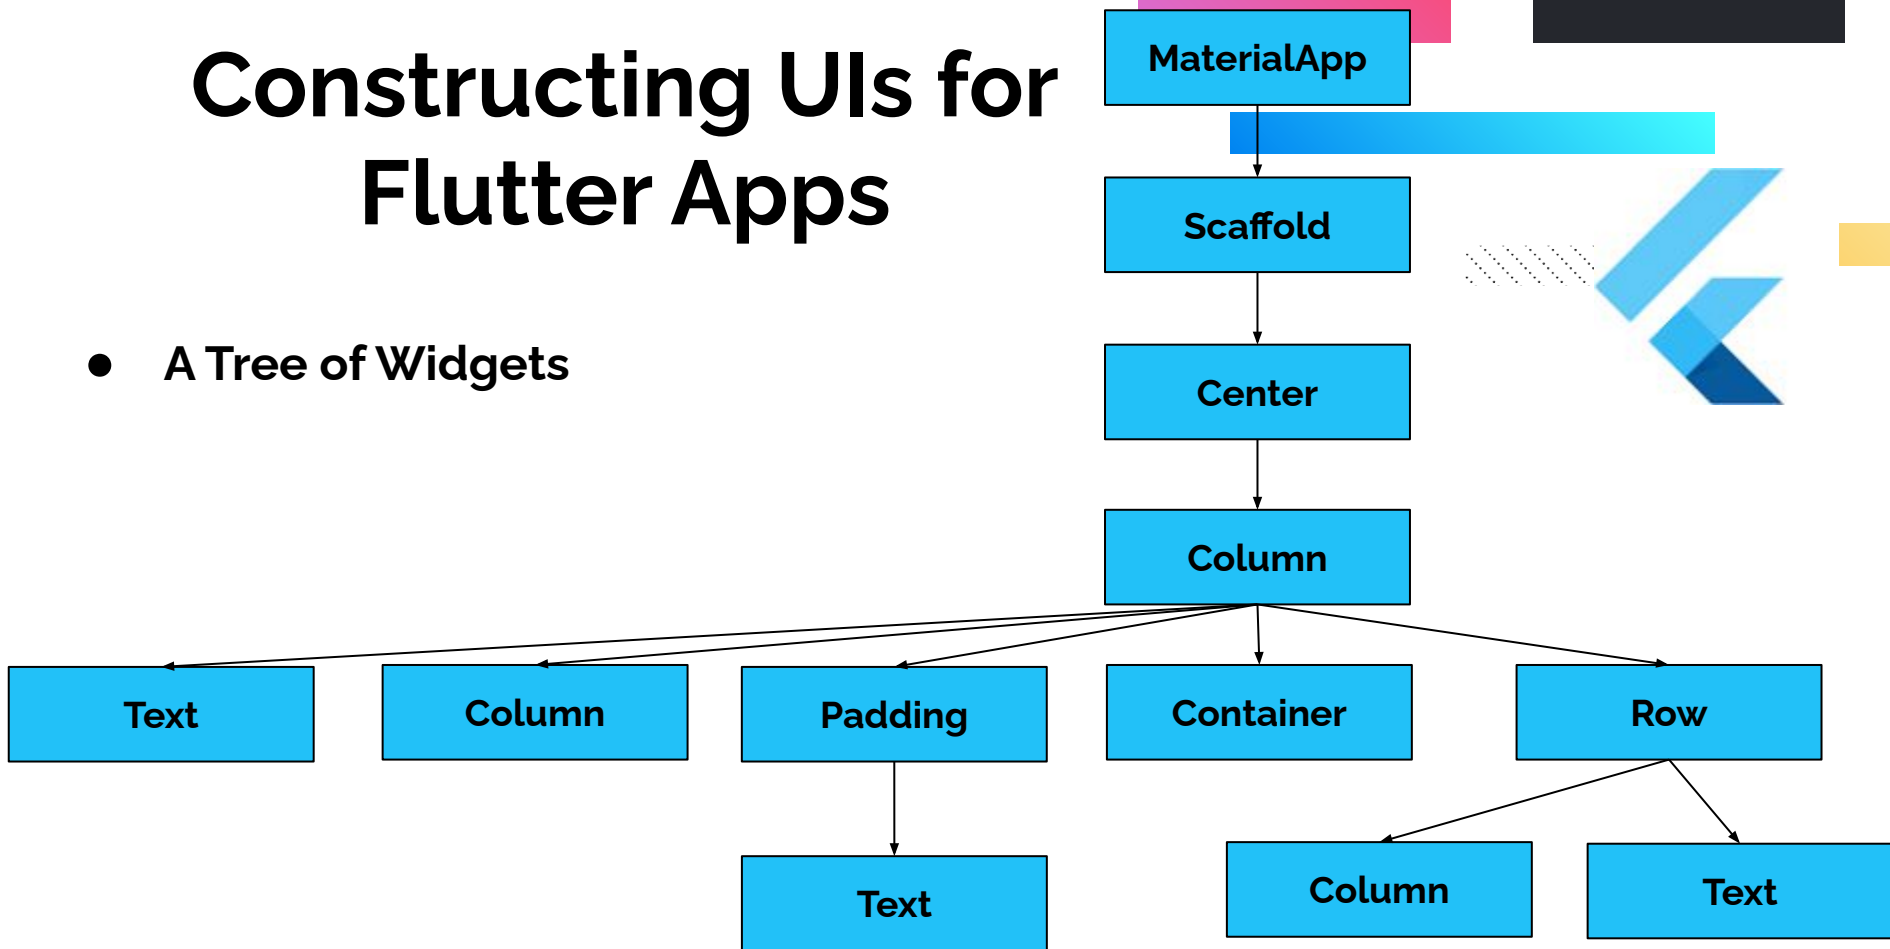 Constructing UIs for
Flutter Apps
● A Tree of Widgets
MaterialApp
Scaffold
Center
Column
Text
Column
Padding
Container
Row
Text
Column
Text